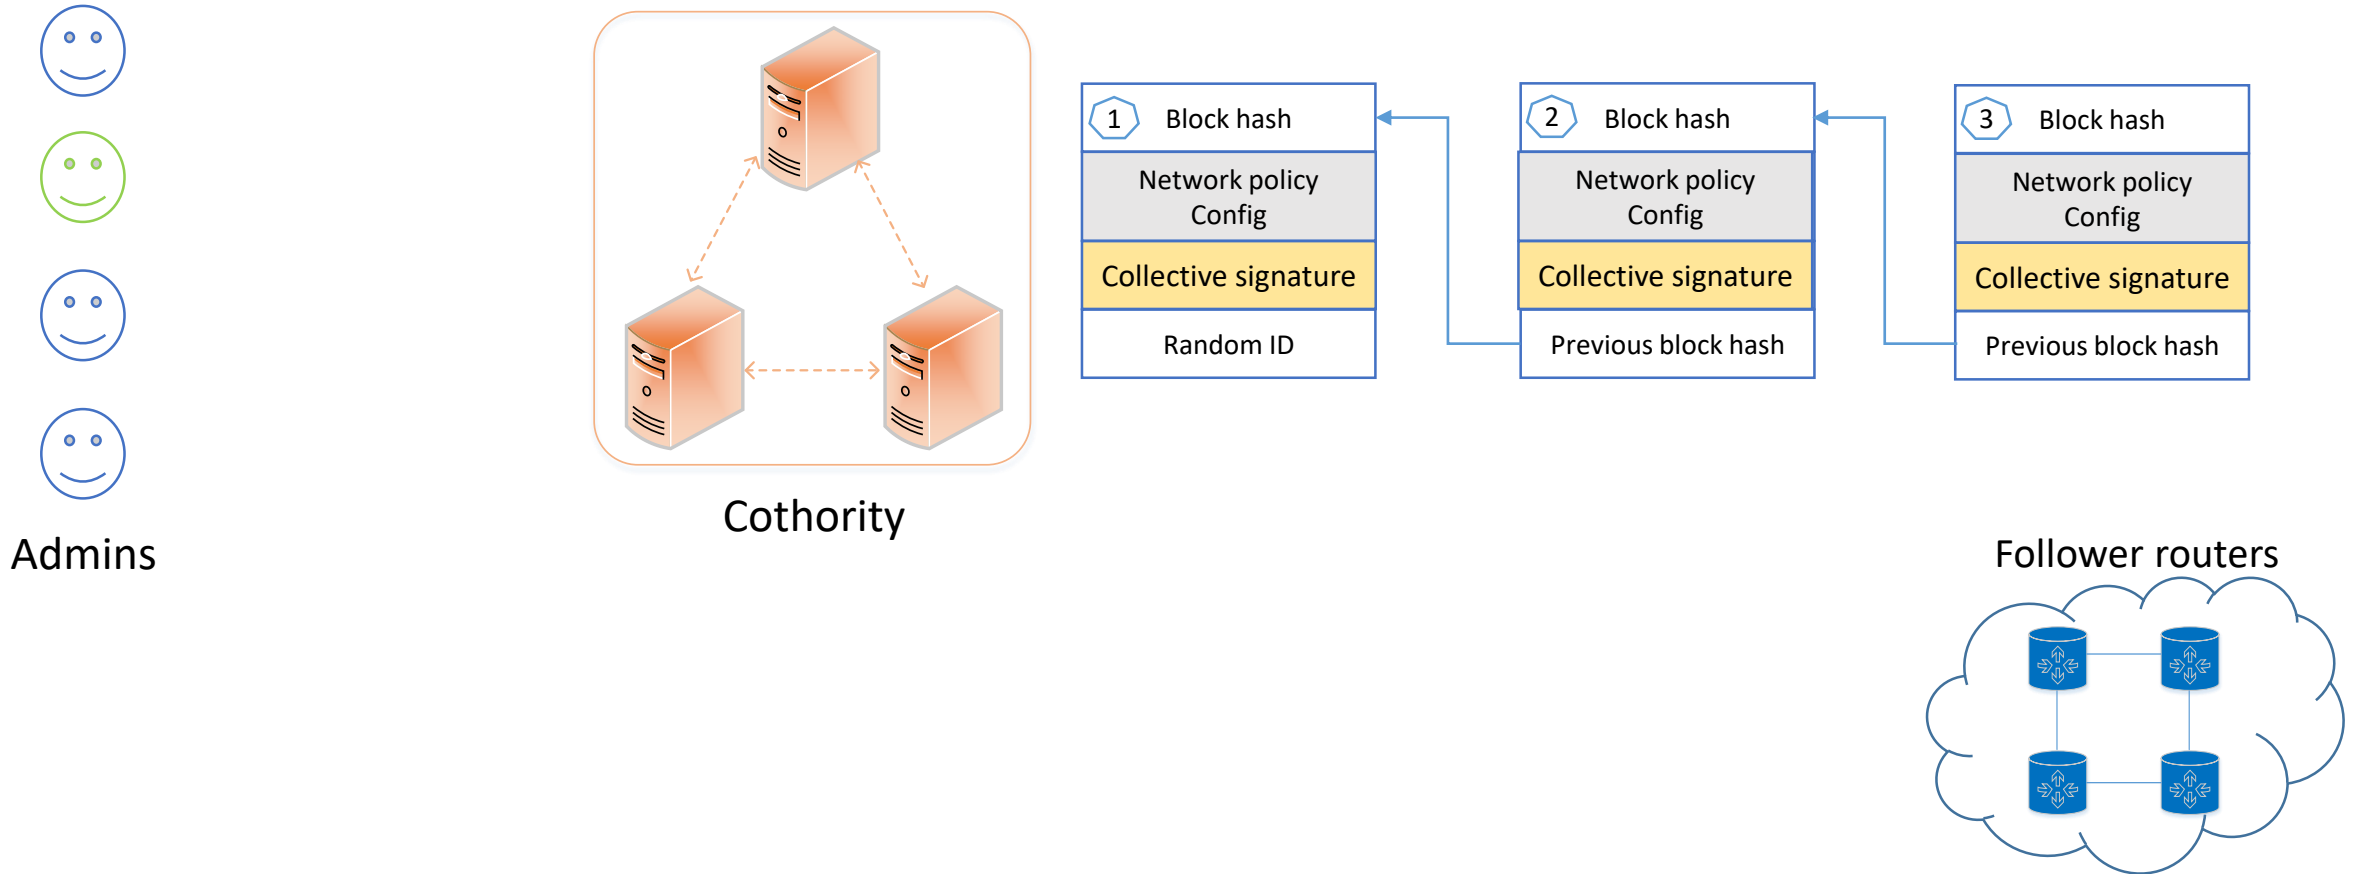 Admins
Cothority
1
Block hash
Network policy
Config
Collective signature
Random ID
2
Block hash
Network policy
Config
Collective signature
Previous block hash
3
Block hash
Network policy
Config
Collective signature
Previous block hash
Follower routers